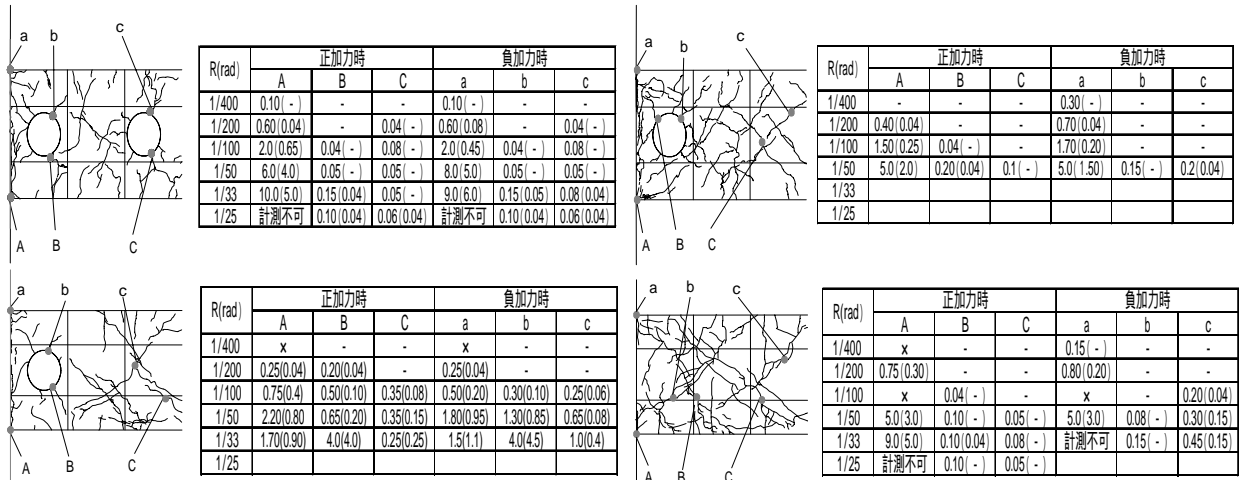 a b c
A B C
R(rad) 正加力時 負加力時
A B C a b c
1/400 0.10( - ) - - 0.10( - ) - -
1/200 0.60(0.04) - 0.04( - ) 0.60(0.08) - 0.04( - )
1/100 2.0(0.65) 0.04( - ) 0.08( - ) 2.0(0.45) 0.04( - ) 0.08( - )
1/50 6.0(4.0) 0.05( - ) 0.05( - ) 8.0(5.0) 0.05( - ) 0.05( - )
1/33 10.0(5.0) 0.15(0.04) 0.05( - ) 9.0(6.0) 0.15(0.05) 0.08(0.04)
1/25 計測不可 0.10(0.04) 0.06(0.04) 計測不可 0.10(0.04) 0.06(0.04)
a b c
A B C
R(rad) 正加力時 負加力時
A B C a b c
1/400 - - - 0.30( - ) - -
1/200 0.40(0.04) - - 0.70(0.04) - -
1/100 1.50(0.25) 0.04( - ) - 1.70(0.20) - -
1/50 5.0(2.0) 0.20(0.04) 0.1( - ) 5.0(1.50) 0.15( - ) 0.2(0.04)
1/33
1/25
a b c
A B C
R(rad) 正加力時 負加力時
A B C a b c
1/400 x - - x - -
1/200 0.25(0.04) 0.20(0.04) - 0.25(0.04) - -
1/100 0.75(0.4) 0.50(0.10) 0.35(0.08) 0.50(0.20) 0.30(0.10) 0.25(0.06)
1/50 2.20(0.80 0.65(0.20) 0.35(0.15) 1.80(0.95) 1.30(0.85) 0.65(0.08)
1/33 1.70(0.90) 4.0(4.0) 0.25(0.25) 1.5(1.1) 4.0(4.5) 1.0(0.4)
1/25
a b c
A B C
R(rad) 正加力時 負加力時
A B C a b c
1/400 x - - 0.15( - ) - -
1/200 0.75(0.30) - - 0.80(0.20) - -
1/100 x 0.04( - ) - x - 0.20(0.04)
1/50 5.0(3.0) 0.10( - ) 0.05( - ) 5.0(3.0) 0.08( - ) 0.30(0.15)
1/33 9.0(5.0) 0.10(0.04) 0.08( - ) 計測不可 0.15( - ) 0.45(0.15)
1/25 計測不可 0.10( - ) 0.05( - )